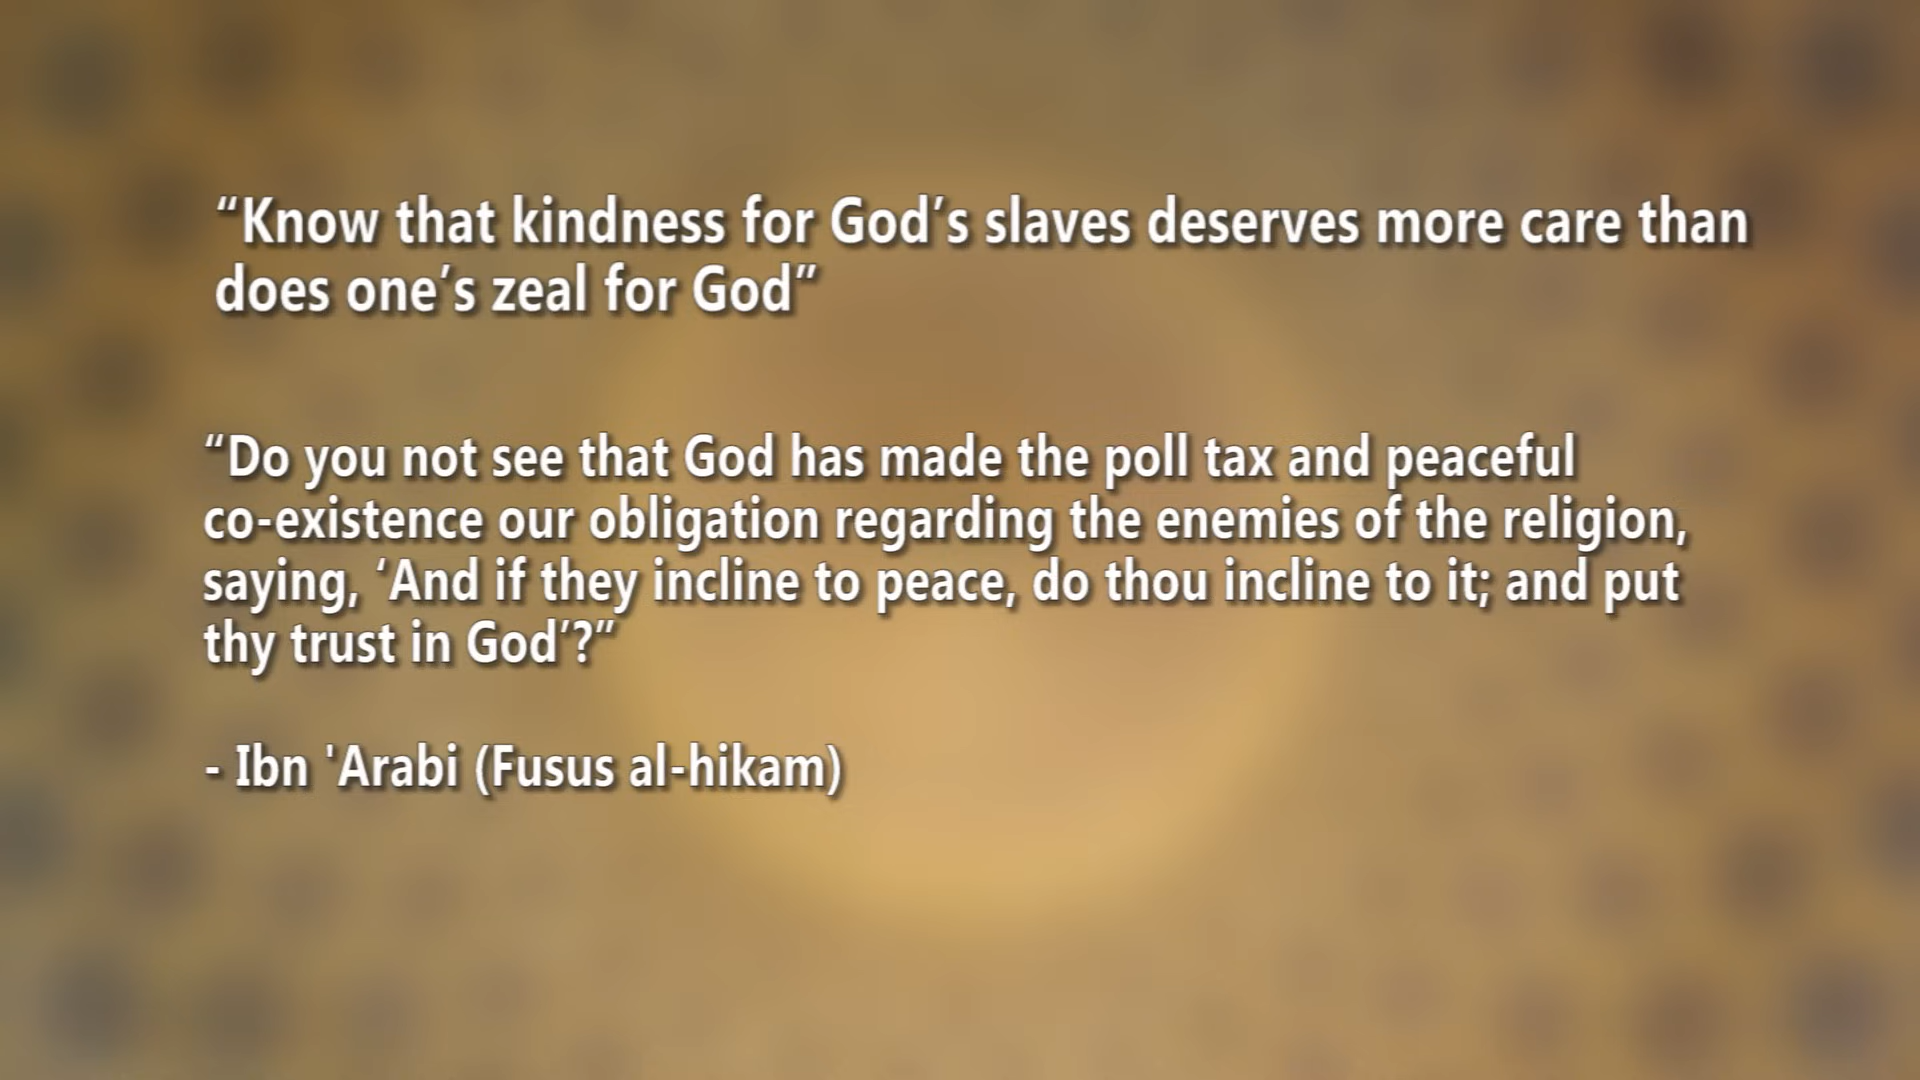 “Know that kindness for God’s slaves deserves more care than
does one’s zeal for God”
“Do you not see that God has made the poll tax and peaceful
co-existence our obligation regarding the enemies of the religion,
saying, ‘And if they incline to peace, do thou incline to it; and put
thy trust in God’?”
- Ibn 'Arabi (Fusus al-hikam)